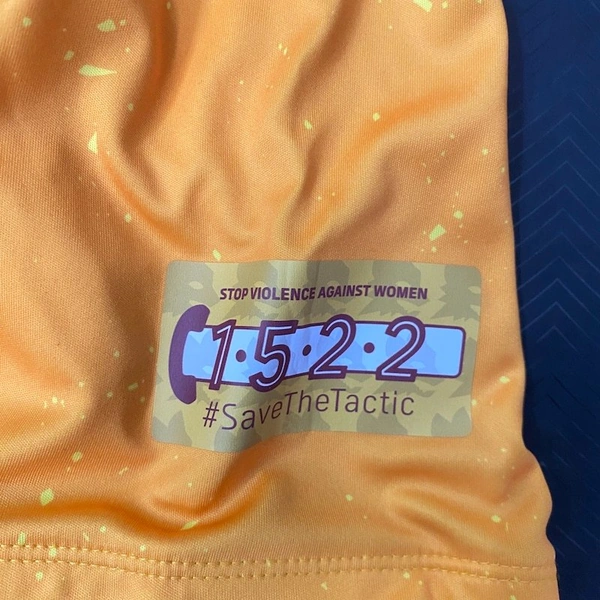 STOP VIOLENCE AGAINST WOMEN
1·5·2·2
#SaveTheTactic